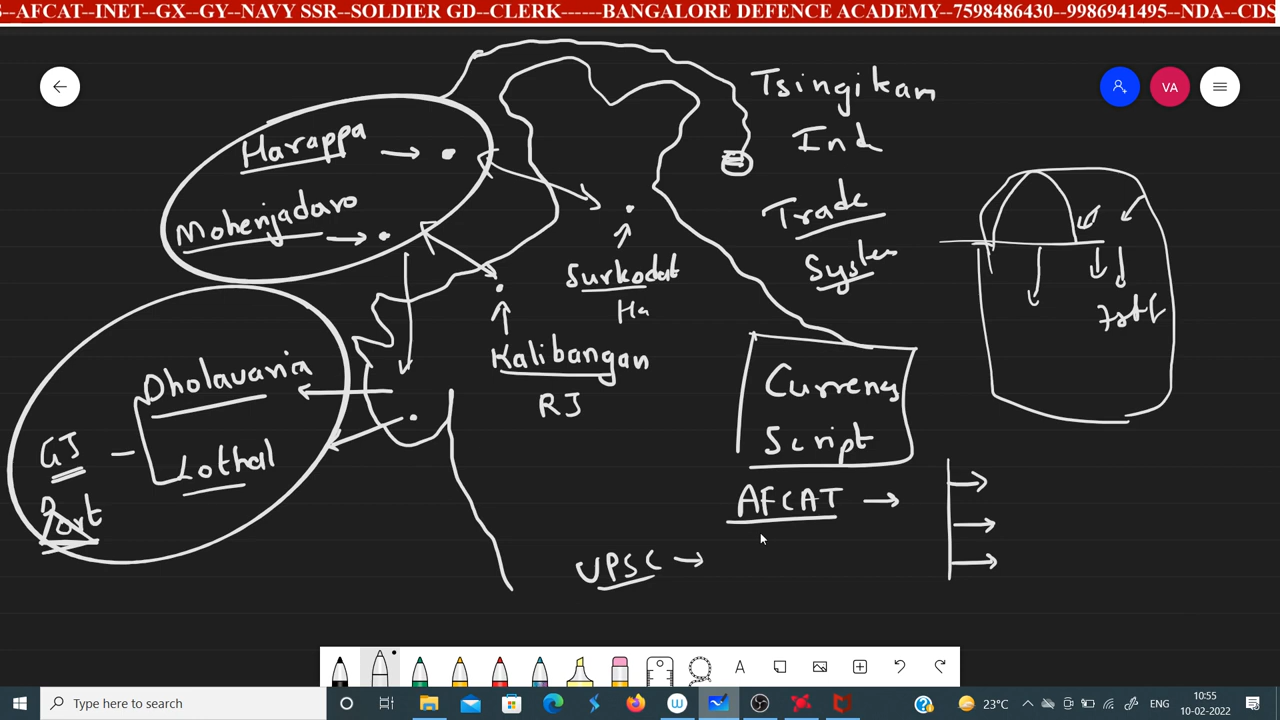 S--AFCAT-INET-GX--GY--NAVY SSR--SOLDIER GD--CLERK------BANGALORE DEFENCE ACADEMY--7598486430--9986941495--NDA--CDS
VA
Harappa
Mohenjadaro
Tsingikan
Ind
Trade
System
Surkodat
Ha
Kalibangan
RJ
Dholavaria
GJ
Lothal
Port
Currency
Script
AFCAT
UPSC
75ft
A
Type here to search
23°C
ENG
10:55
10-02-2022